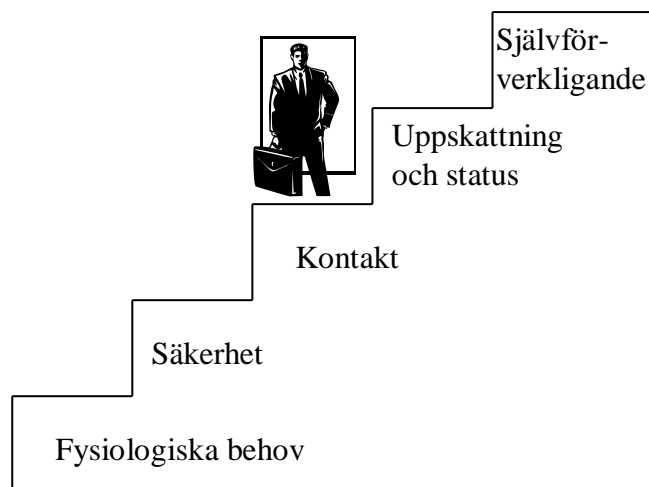 Självför-
verkligande
Uppskattning
och status
Kontakt
Säkerhet
Fysiologiska behov